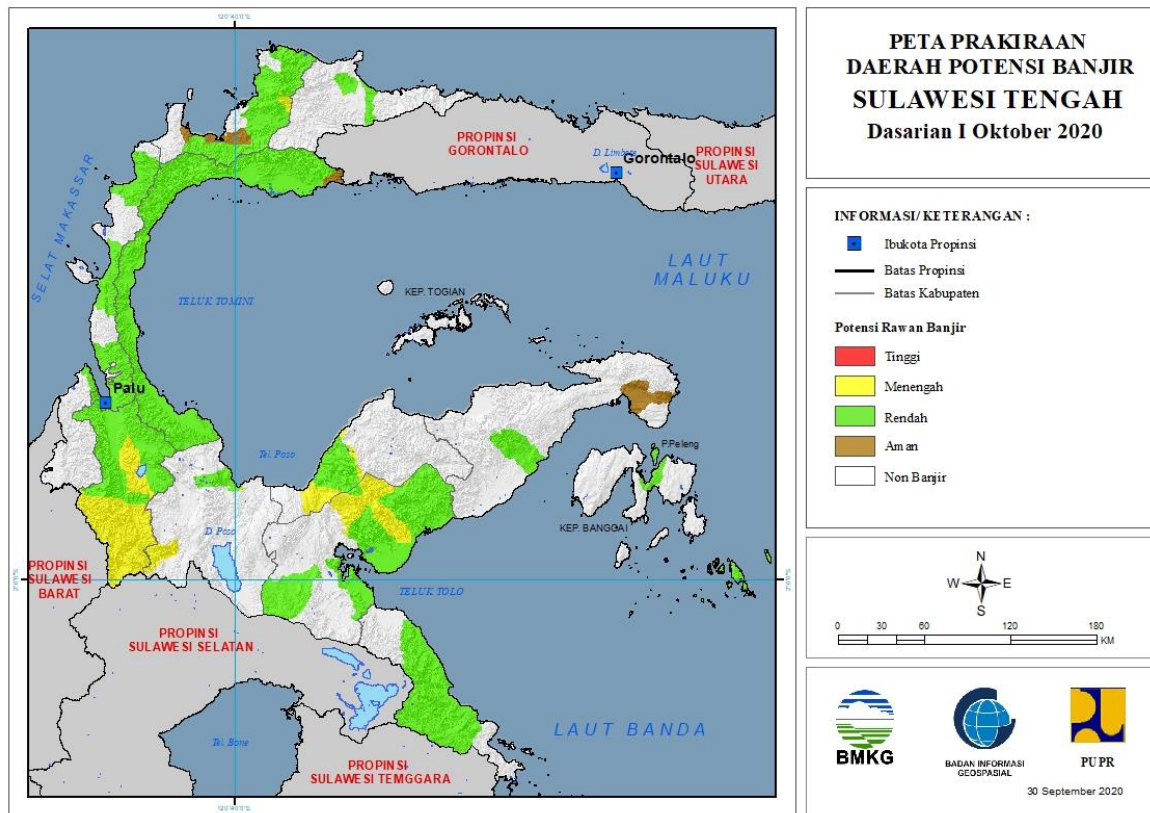 PETA PRAKIRAAN
DAERAH POTENSI BANJIR
SULAWESI TENGAH
Dasarian I Oktober 2020
INFORMASI/ KETERANGAN :
Ibukota Propinsi
Batas Propinsi
Batas Kabupaten
Potensi Rawan Banjir
Tinggi
Menengah
Rendah
Aman
Non Banjir
N
W E
S
0 30 60 120 180
KM
BMKG
BADAN INFORMASI
GEOSPASIAL
PUPR
30 September 2020
PROPINSI
GORONTALO
D. Limboto
Gorontalo
PROPINSI
SULAWESI
UTARA
SELAT MAKASSAR
LAUT
MALUKU
TELUK TOMINI
KEP. TOGIAN
Palu
Tel. Poso
P.Peleng
KEP. BANGGAI
D. Poso
PROPINSI
SULAWESI
BARAT
TELUK TOLO
PROPINSI
SULAWESI SELATAN
LAUT BANDA
Tel. Bone
PROPINSI
SULAWESI TEMGGARA